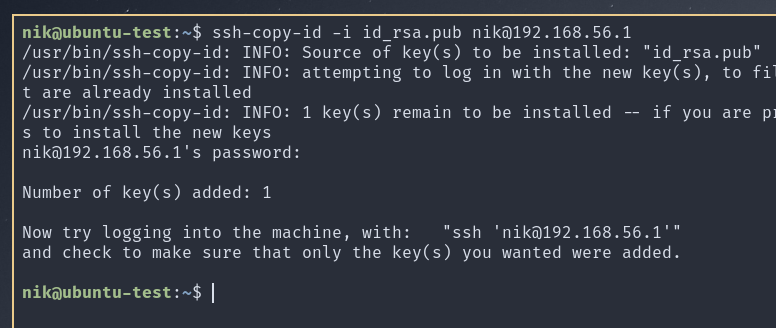 nik@ubuntu-test:~$ ssh-copy-id -i id_rsa.pub nik@192.168.56.1
/usr/bin/ssh-copy-id: INFO: Source of key(s) to be installed: "id_rsa.pub"
/usr/bin/ssh-copy-id: INFO: attempting to log in with the new key(s), to fil
t are already installed
/usr/bin/ssh-copy-id: INFO: 1 key(s) remain to be installed -- if you are pr
s to install the new keys
nik@192.168.56.1's password:
Number of key(s) added: 1
Now try logging into the machine, with:   "ssh 'nik@192.168.56.1'"
and check to make sure that only the key(s) you wanted were added.
nik@ubuntu-test:~$